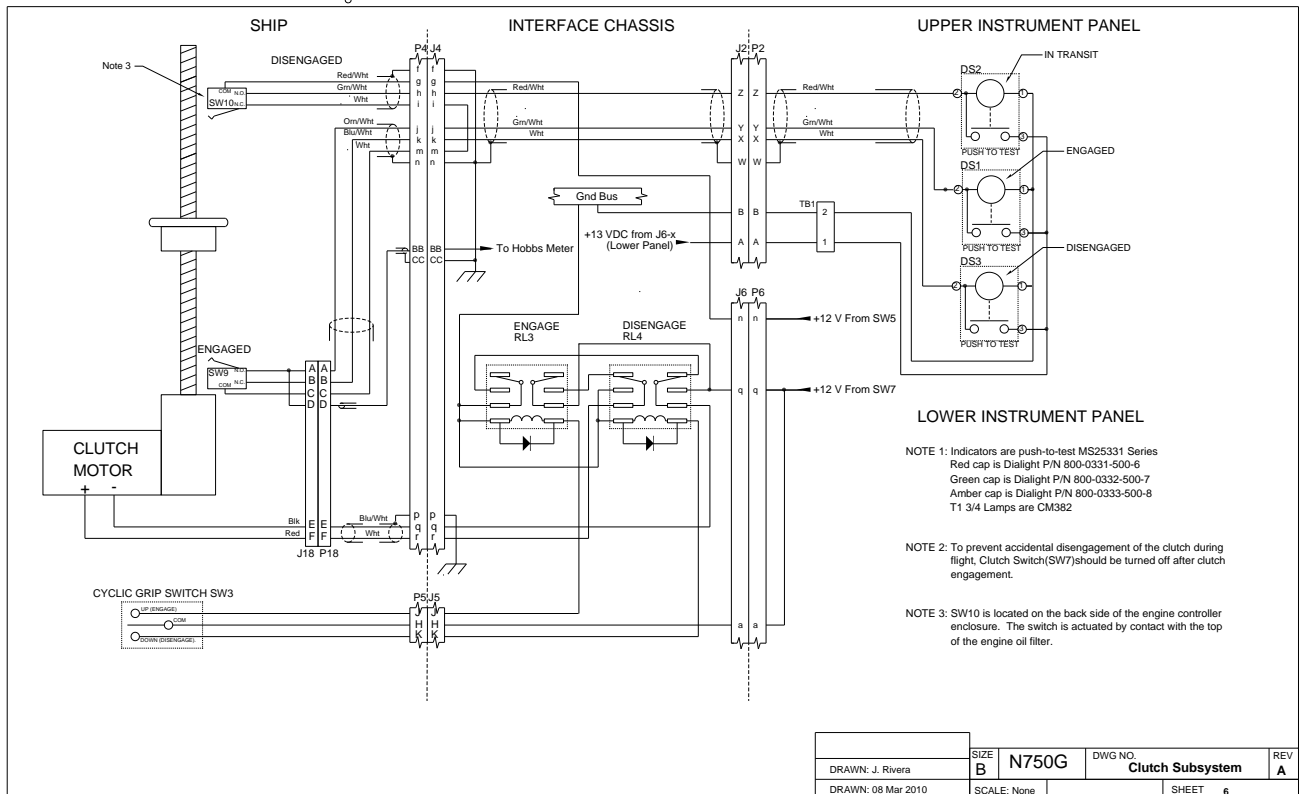 SHIP
INTERFACE CHASSIS
UPPER INSTRUMENT PANEL
Note 3
DISENGAGED
P4 J4
J2 P2
IN TRANSIT
DS2
f f
Red/Wht
g g
COM N.O.
Grn/Wht
h h
Red/Wht
Z Z
Red/Wht
2
1
SW10 N.C.
Wht
i i
3
Orn/Wht
j j
Grn/Wht
Y Y
Grn/Wht
PUSH TO TEST
Blu/Wht
k k
Wht
X X
Wht
ENGAGED
Wht
m m
DS1
n n
W W
2
1
Gnd Bus
B B
TB1
2
3
+13 VDC from J6-x
(Lower Panel)
A A
1
PUSH TO TEST
DISENGAGED
BB BB
To Hobbs Meter
CC CC
DS3
2
1
J6 P6
ENGAGE
RL3
DISENGAGE
RL4
n n
+12 V From SW5
3
PUSH TO TEST
ENGAGED
N.O.
A A
SW9
N.C.
B B
COM
C C
D D
q q
+12 V From SW7
LOWER INSTRUMENT PANEL
CLUTCH
MOTOR
+ -
NOTE 1: Indicators are push-to-test MS25331 Series
Red cap is Dialight P/N 800-0331-500-6
Green cap is Dialight P/N 800-0332-500-7
Amber cap is Dialight P/N 800-0333-500-8
T1 3/4 Lamps are CM382
p p
Blk
E E
Blu/Wht
q q
Red
F F
Wht
r r
J18 P18
NOTE 2: To prevent accidental disengagement of the clutch during
flight, Clutch Switch(SW7)should be turned off after clutch
engagement.
CYCLIC GRIP SWITCH SW3
P5 J5
UP (ENGAGE)
J J
COM
H H
a a
DOWN (DISENGAGE)
K K
NOTE 3: SW10 is located on the back side of the engine controller
enclosure. The switch is actuated by contact with the top
of the engine oil filter.
DRAWN: J. Rivera
SIZE
B
N750G
DWG NO.
Clutch Subsystem
REV
A
DRAWN: 08 Mar 2010
SCALE: None
SHEET 6